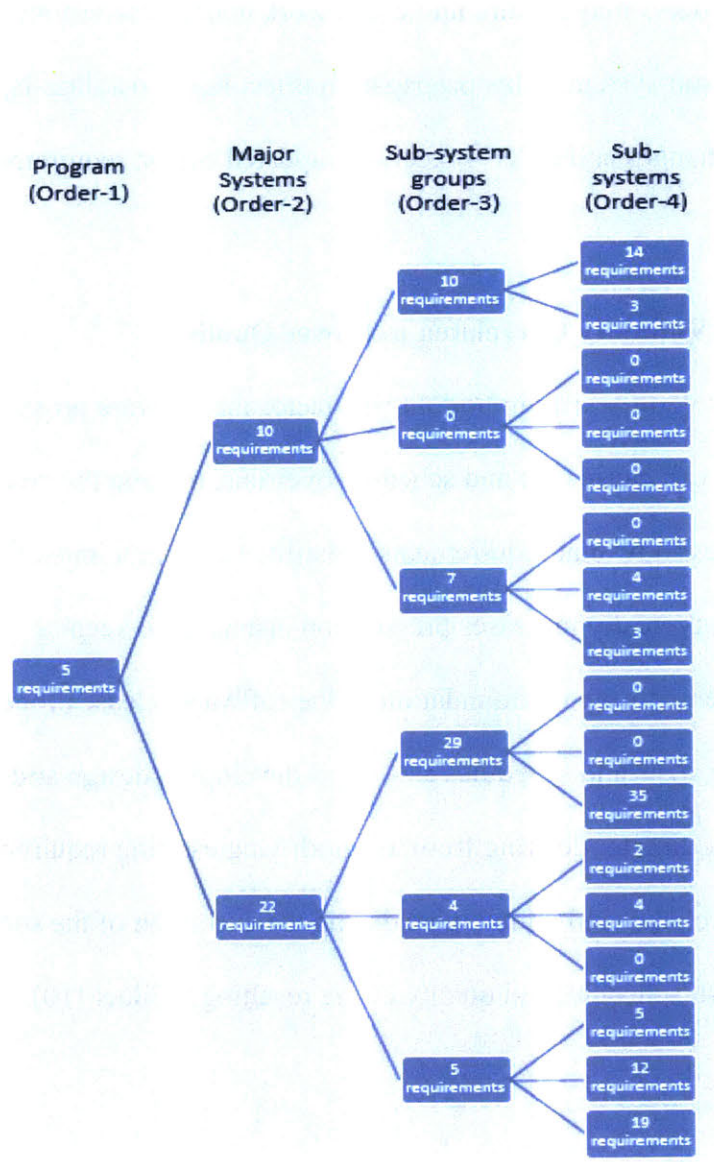 Program
(Order-1)
Major
Systems
(Order-2)
Sub-system
groups
(Order-3)
Sub-
systems
(Order-4)
5
requirements
10
requirements
22
requirements
10
requirements
0
requirements
7
requirements
29
requirements
4
requirements
5
requirements
14
requirements
3
requirements
0
requirements
0
requirements
0
requirements
0
requirements
4
requirements
3
requirements
0
requirements
0
requirements
35
requirements
2
requirements
4
requirements
0
requirements
5
requirements
12
requirements
19
requirements